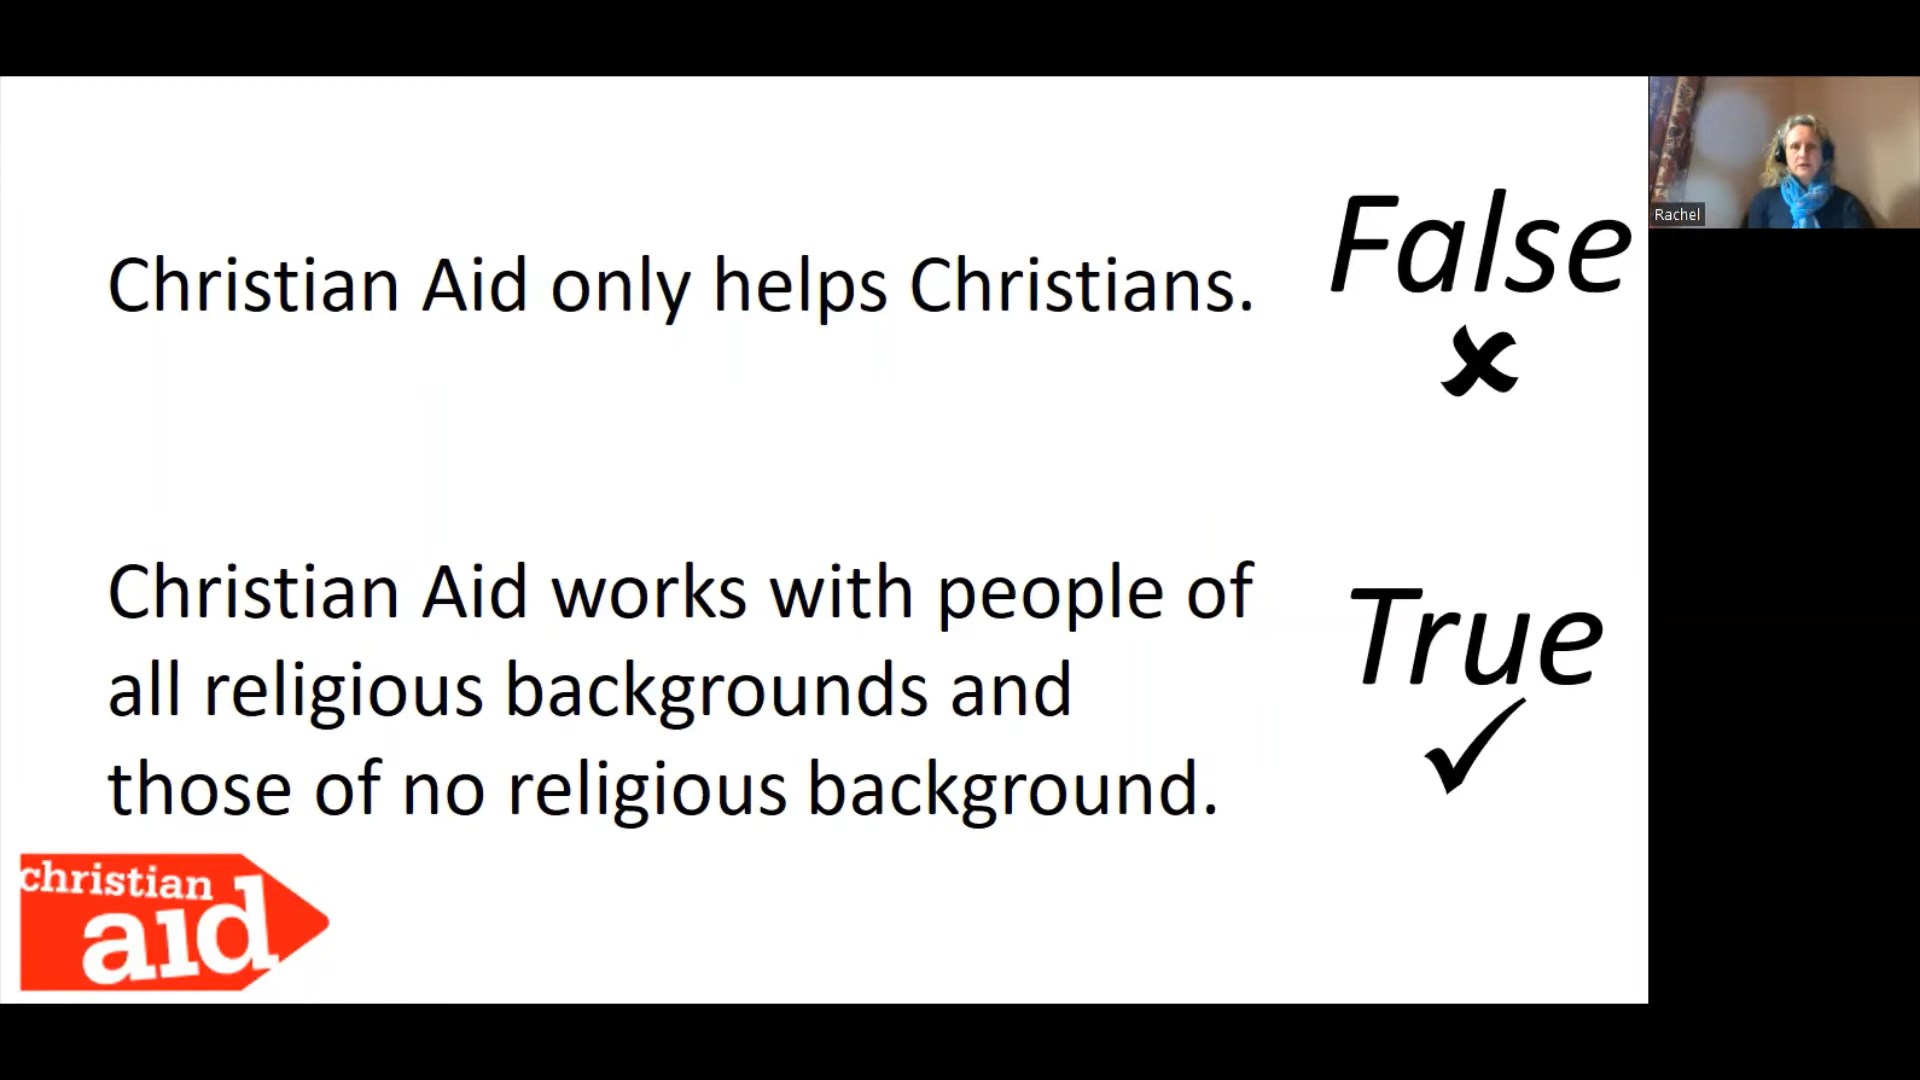 Christian Aid only helps Christians.
False
✘
Christian Aid works with people of
all religious backgrounds and
those of no religious background.
True
✓
christian
aid
Rachel